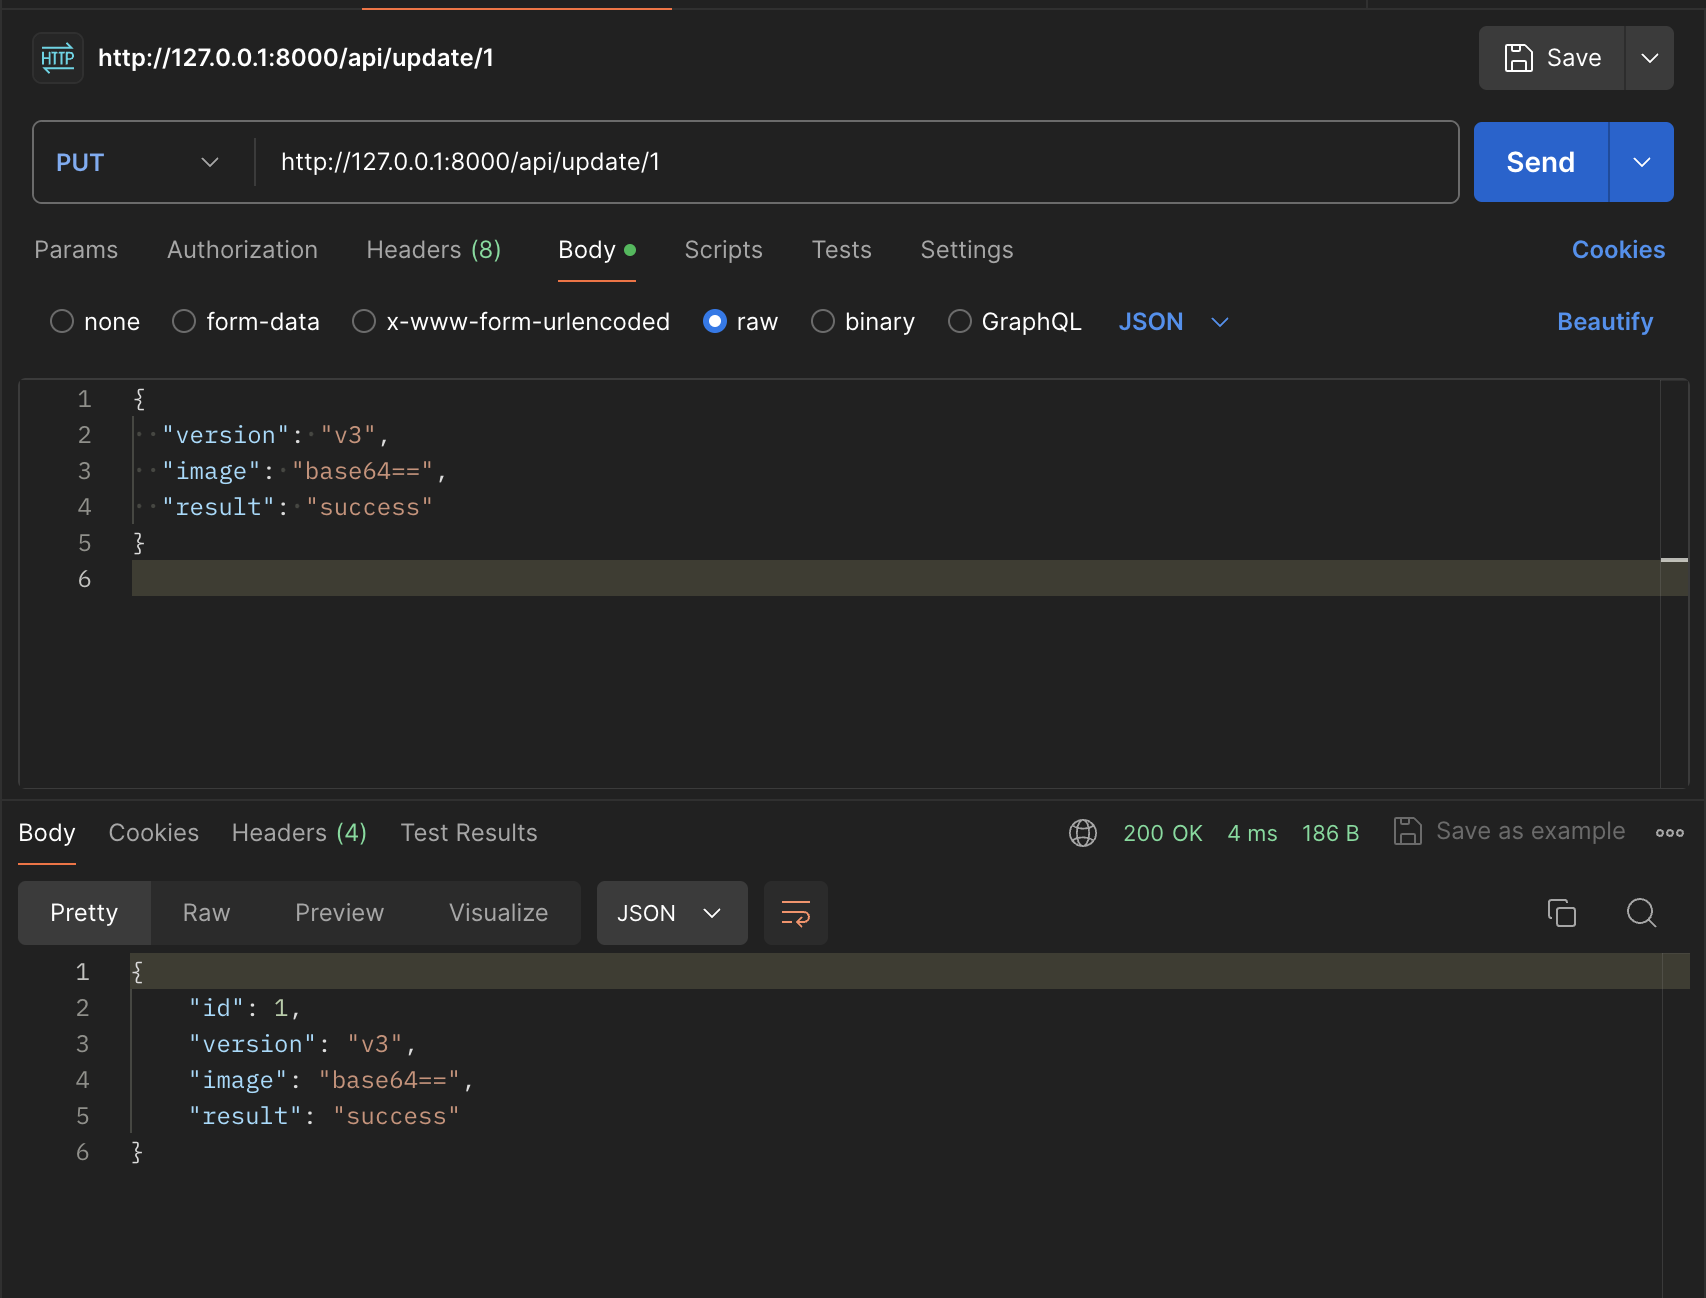 HTTP http://127.0.0.1:8000/api/update/1 Save
PUT http://127.0.0.1:8000/api/update/1 Send
Params Authorization Headers (8) Body Scripts Tests Settings Cookies
none form-data x-www-form-urlencoded raw binary GraphQL JSON Beautify
1 {
2 "version": "v3",
3 "image": "base64==",
4 "result": "success"
5 }
6
Body Cookies Headers (4) Test Results 200 OK 4 ms 186 B Save as example
Pretty Raw Preview Visualize JSON
1 {
2 "id": 1,
3 "version": "v3",
4 "image": "base64==",
5 "result": "success"
6 }